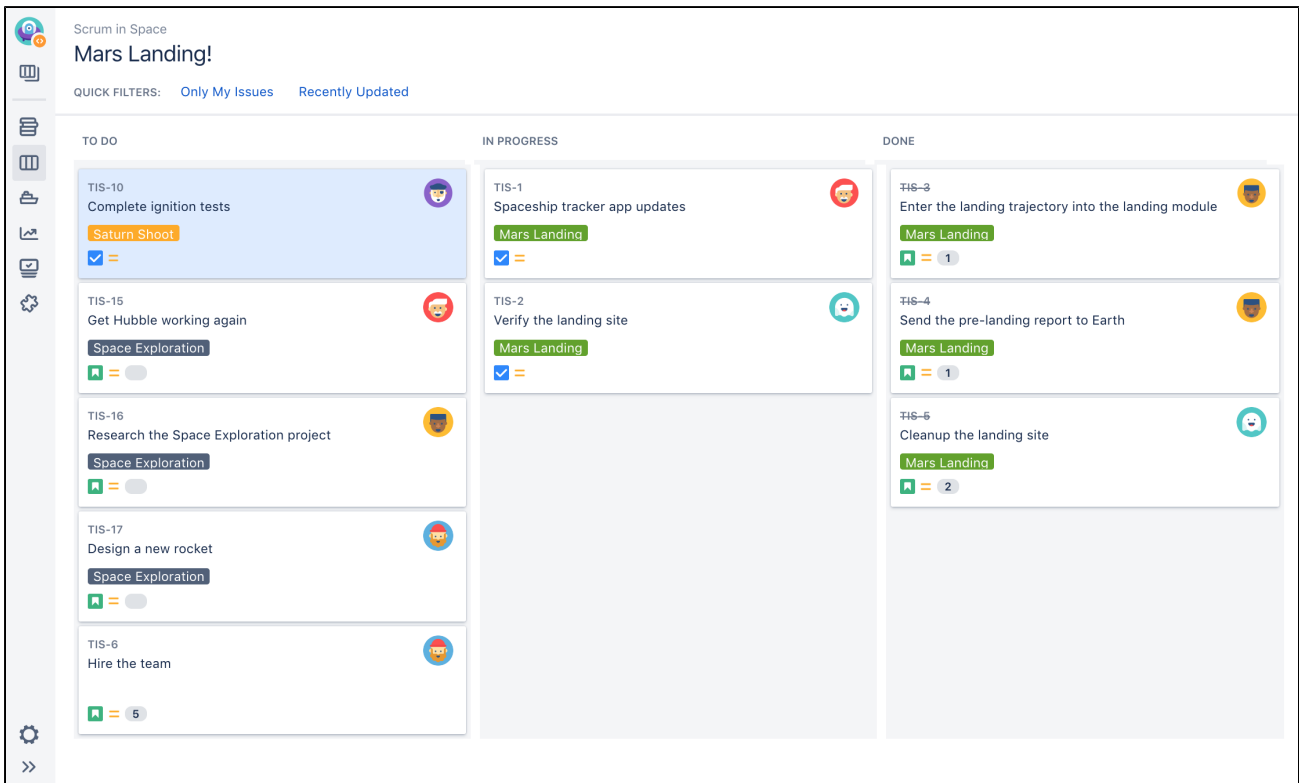 Scrum in Space
Mars Landing!
QUICK FILTERS: Only My Issues Recently Updated
TO DO
TIS-10
Complete ignition tests
Saturn Shoot
TIS-15
Get Hubble working again
Space Exploration
TIS-16
Research the Space Exploration project
Space Exploration
TIS-17
Design a new rocket
Space Exploration
TIS-6
Hire the team
5
IN PROGRESS
TIS-1
Spaceship tracker app updates
Mars Landing
TIS-2
Verify the landing site
Mars Landing
DONE
TIS-3
Enter the landing trajectory into the landing module
Mars Landing
1
TIS-4
Send the pre-landing report to Earth
Mars Landing
1
TIS-5
Cleanup the landing site
Mars Landing
2